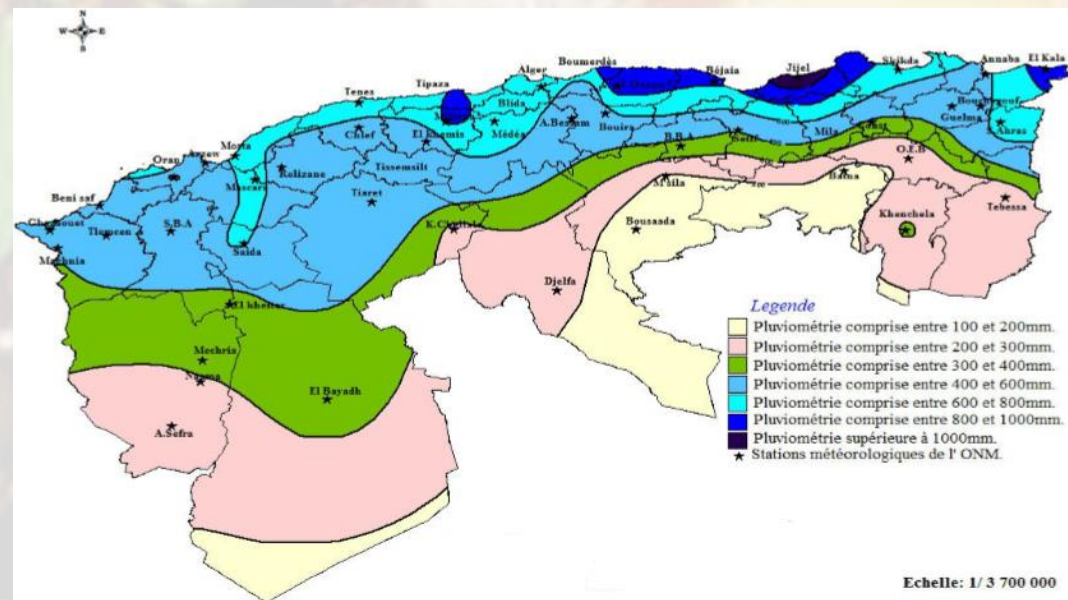 N
W E
S
Alger
Boumerdès
Béjaia
Jijel
Skikda
Annaba
El Kala
Tipaza
Tenes
Blida
Médéa
A.Bessam
Bouira
Guelma
Ahras
Chlef
El khemis
B.B.A
Setif
Mila
O.E.B
Oran
Arzew
Mosta
Relizane
Tissemsilt
Mascara
Tiaret
M'sila
Batna
Beni saf
Bousaada
Khenchela
Tebessa
Ghazaouet
Tlemcen
S.B.A
Saida
K.Chellala
Maghnia
Djelfa
El kheiter
Mechria
Naama
El Bayadh
A.Sefra
Legende
Pluviométrie comprise entre 100 et 200mm.
Pluviométrie comprise entre 200 et 300mm.
Pluviométrie comprise entre 300 et 400mm.
Pluviométrie comprise entre 400 et 600mm.
Pluviométrie comprise entre 600 et 800mm.
Pluviométrie comprise entre 800 et 1000mm.
Pluviométrie supérieure à 1000mm.
Stations météorologiques de l' ONM.
Echelle: 1/ 3 700 000